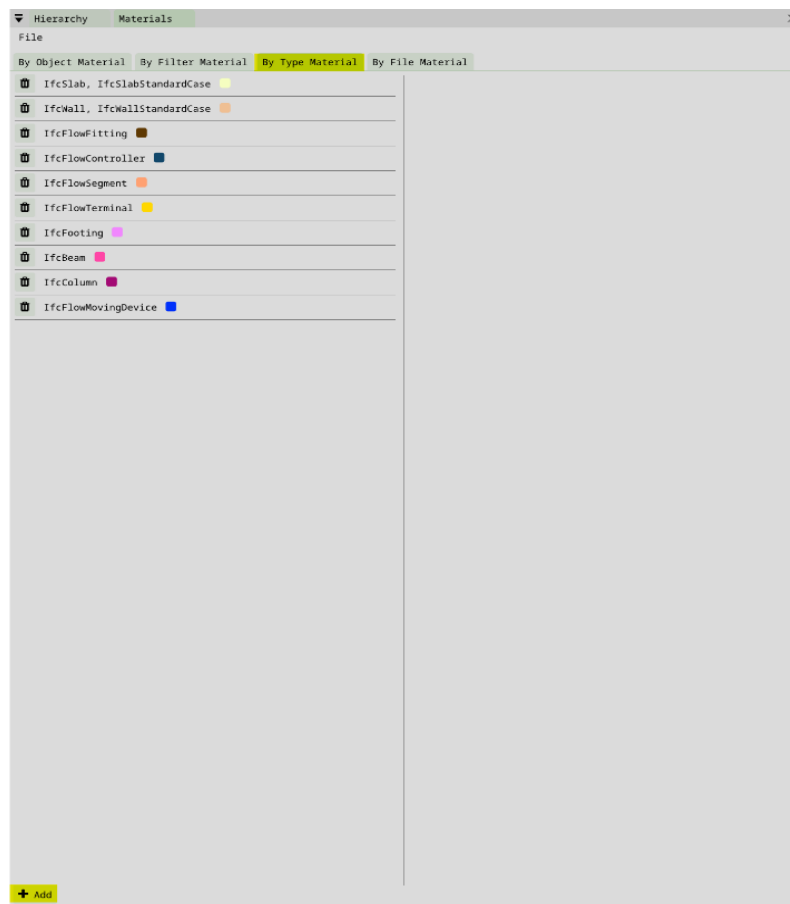 Hierarchy Materials
File
By Object Material By Filter Material By Type Material By File Material
IfcSlab, IfcSlabStandardCase
IfcWall, IfcWallStandardCase
IfcFlowFitting
IfcFlowController
IfcFlowSegment
IfcFlowTerminal
IfcFooting
IfcBeam
IfcColumn
IfcFlowMovingDevice
Add